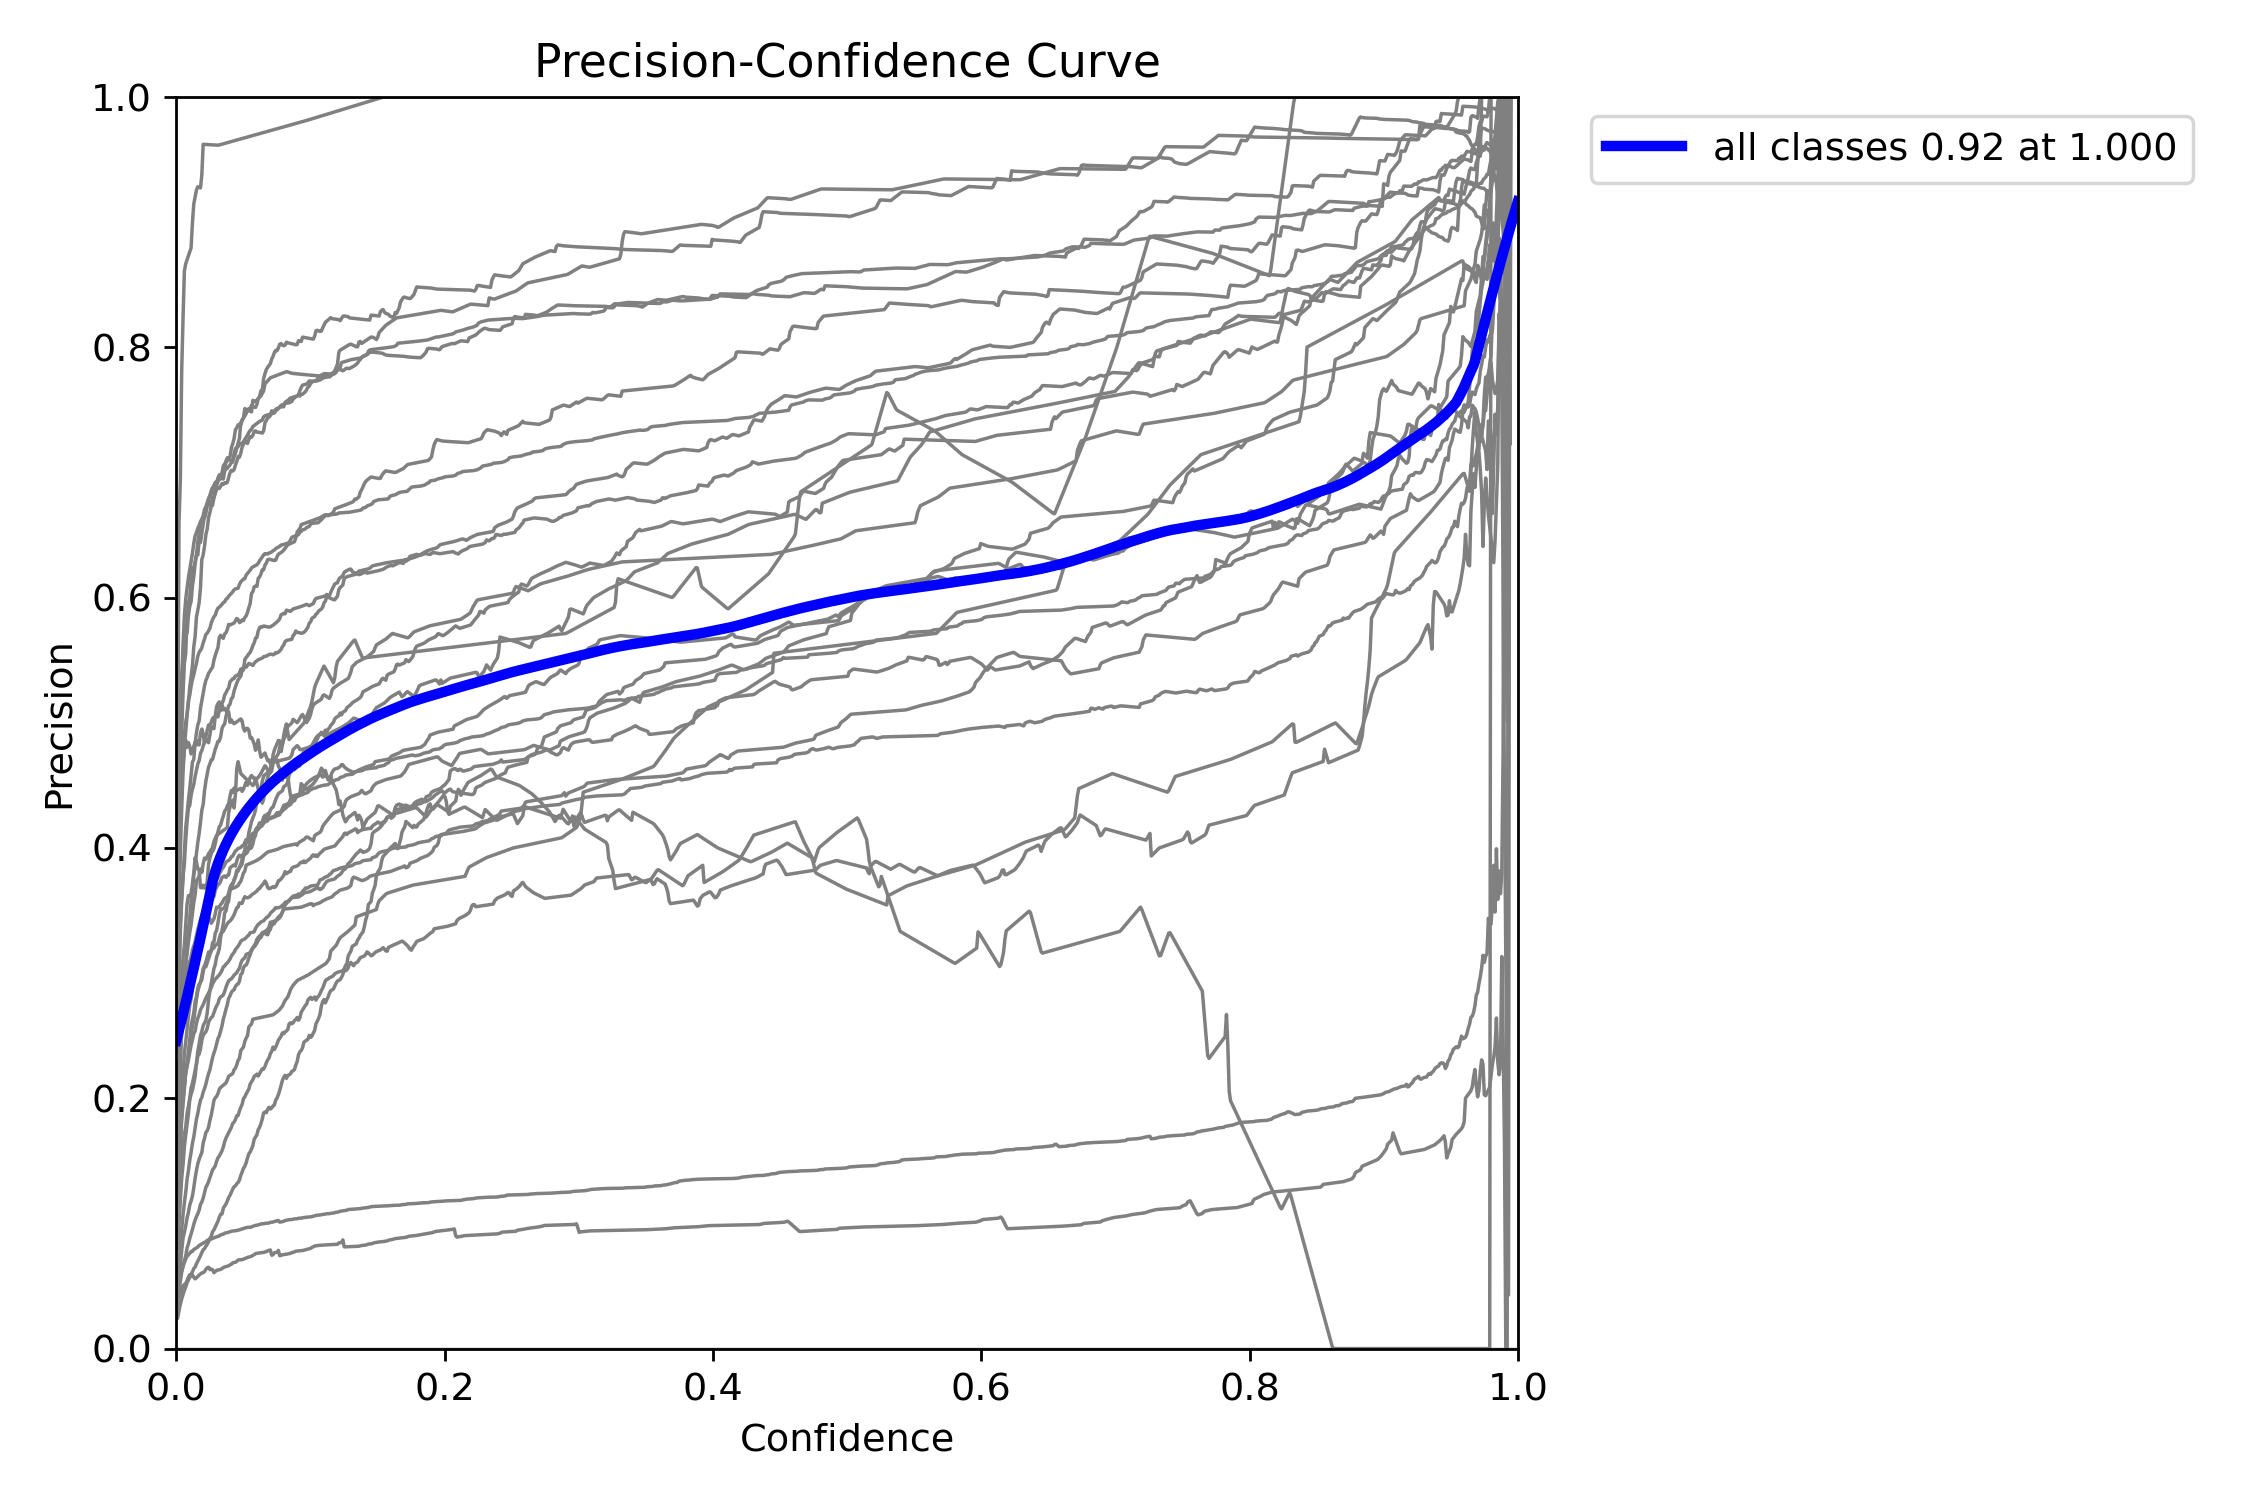 Precision-Confidence Curve
all classes 0.92 at 1.000
Precision
1.0
0.8
0.6
0.4
0.2
0.0
0.0 0.2 0.4 0.6 0.8 1.0
Confidence